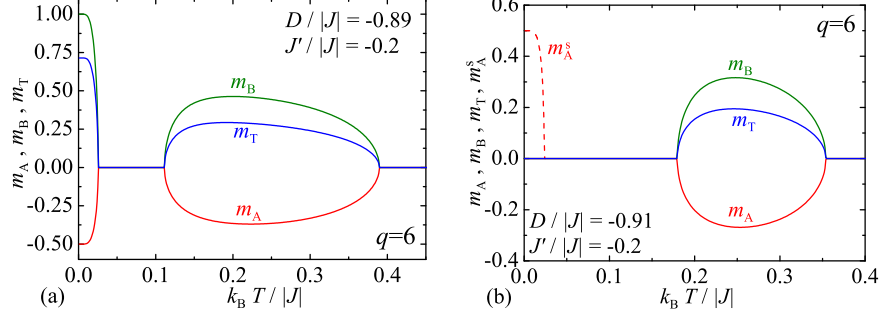 D / |J| = -0.89
J′ / |J| = -0.2
m_A , m_B , m_T
1.00
0.75
0.50
0.25
0.00
-0.25
-0.50
m_B
m_T
m_A
q=6
0.0
0.1
0.2
0.3
0.4
(a)
k_B T / |J|
q=6
m_A , m_B , m_T , m_A^s
0.6
0.4
0.2
0.0
-0.2
-0.4
m_A^s
m_B
m_T
m_A
D / |J| = -0.91
J′ / |J| = -0.2
0.0
0.1
0.2
0.3
0.4
(b)
k_B T / |J|